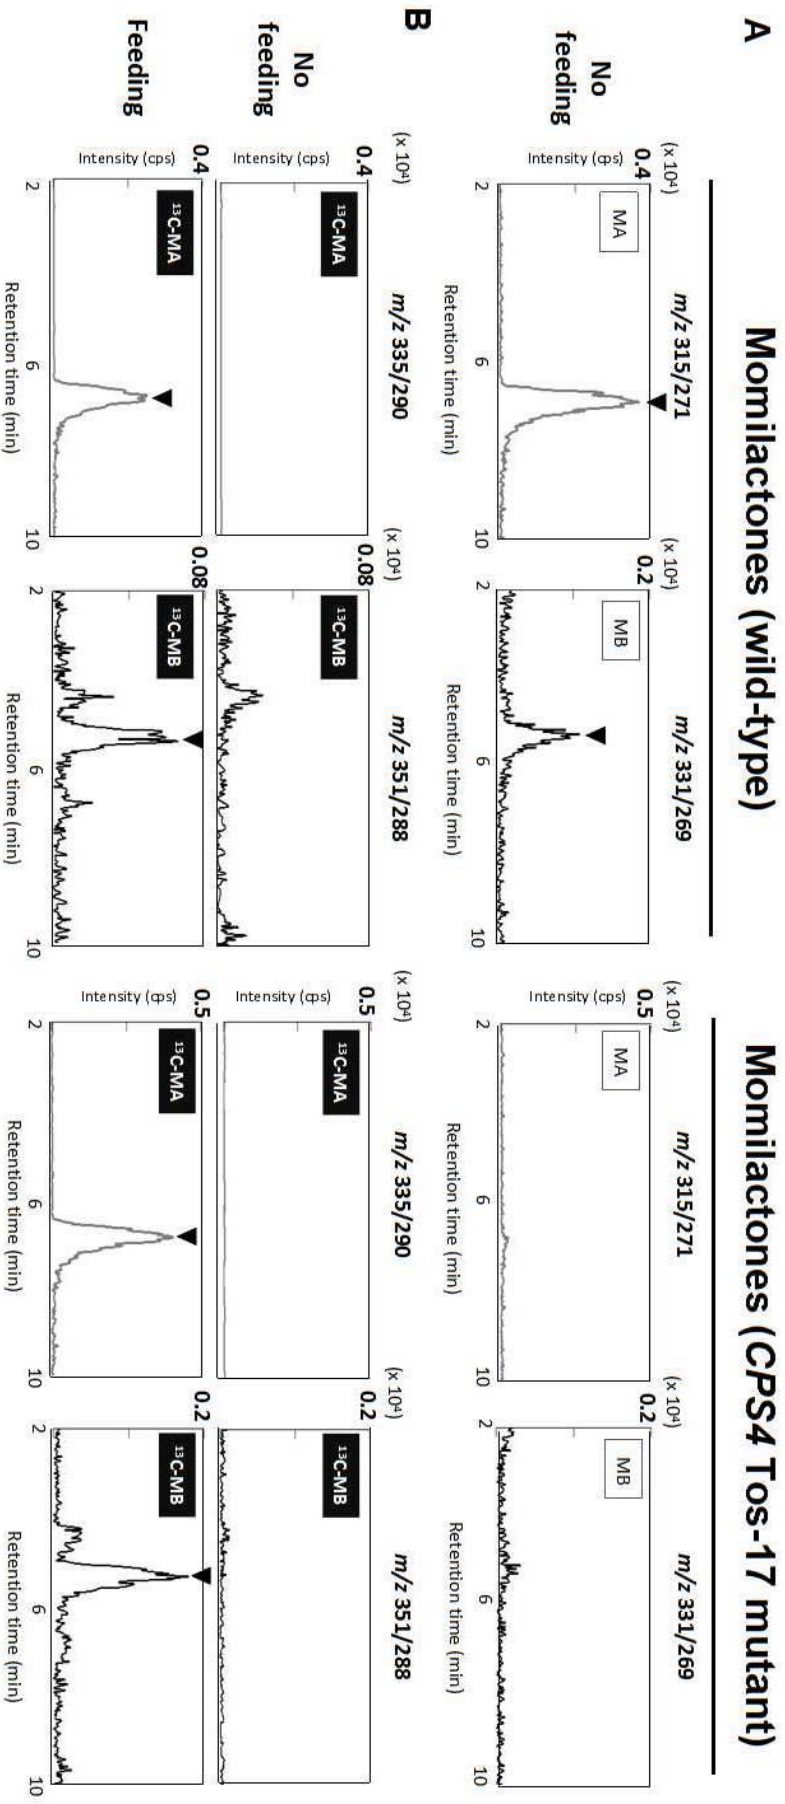 A
Momilactones (wild-type)
Momilactones (CPS4 Tos-17 mutant)
m/z 315/271
m/z 331/269
m/z 315/271
m/z 331/269
(x 10⁴)
(x 10⁴)
(x 10⁴)
(x 10⁴)
0.4
0.2
0.5
0.2
No
feeding
Intensity (cps)
Intensity (cps)
MA
MB
MA
MB
2
6
10
2
6
10
2
6
10
2
6
10
Retention time (min)
Retention time (min)
Retention time (min)
Retention time (min)
B
m/z 335/290
m/z 351/288
m/z 335/290
m/z 351/288
(x 10⁴)
(x 10⁴)
(x 10⁴)
(x 10⁴)
0.4
0.08
0.5
0.2
No
feeding
Intensity (cps)
Intensity (cps)
¹³C-MA
¹³C-MB
¹³C-MA
¹³C-MB
0.4
0.08
0.5
0.2
Feeding
Intensity (cps)
Intensity (cps)
¹³C-MA
¹³C-MB
¹³C-MA
¹³C-MB
2
6
10
2
6
10
2
6
10
2
6
10
Retention time (min)
Retention time (min)
Retention time (min)
Retention time (min)